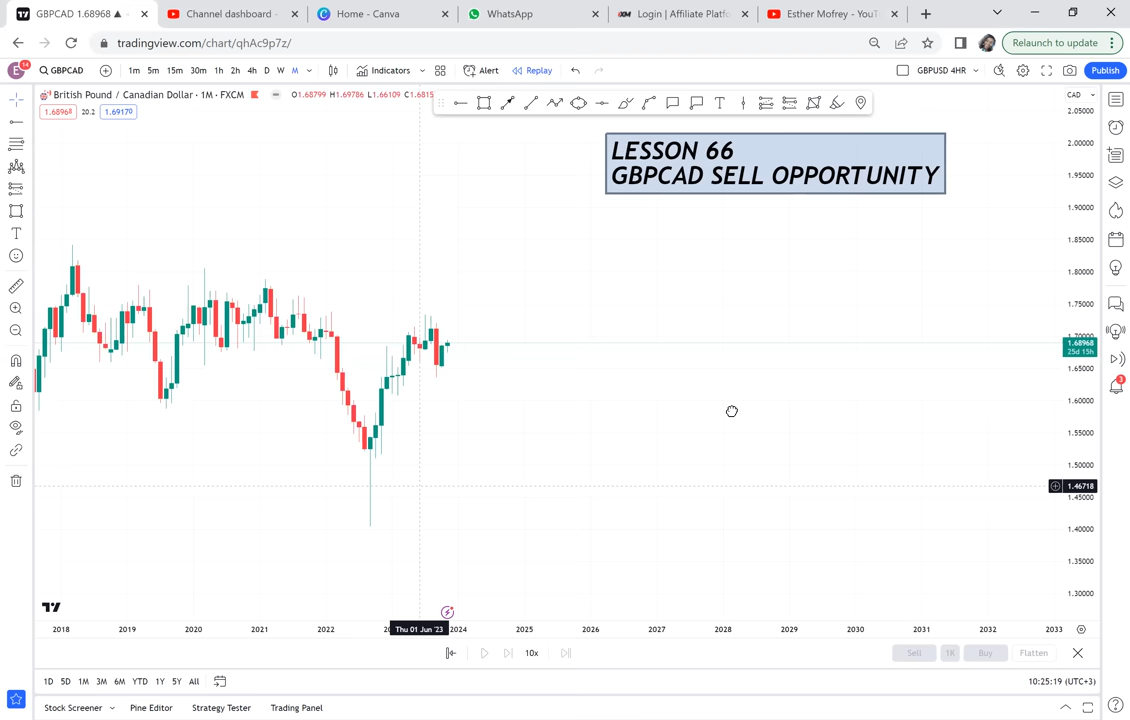 GBPCAD 1.68968 ▲
Channel dashboard
Home - Canva
WhatsApp
XM Login | Affiliate Platfo
Esther Mofrey - YouT
tradingview.com/chart/qhAc9p7z/
Relaunch to update
E 14 GBPCAD 1m 5m 15m 30m 1h 2h 4h D W M Indicators Alert Replay GBPUSD 4HR Publish
British Pound / Canadian Dollar · 1M · FXCM O1.68799 H1.69786 L1.66109 C1.6815
CAD
1.68968 20.2 1.69170
LESSON 66
GBPCAD SELL OPPORTUNITY
2.05000
2.00000
1.95000
1.90000
1.85000
1.80000
1.75000
1.70000
1.68968
25d 15h
1.65000
1.60000
1.55000
1.50000
1.46718
1.45000
1.40000
1.35000
1.30000
3
2018 2019 2020 2021 2022 Thu 01 Jun '23 2024 2025 2026 2027 2028 2029 2030 2031 2032 2033
10x Sell 1K Buy Flatten
1D 5D 1M 3M 6M YTD 1Y 5Y All 10:25:19 (UTC+3)
Stock Screener Pine Editor Strategy Tester Trading Panel